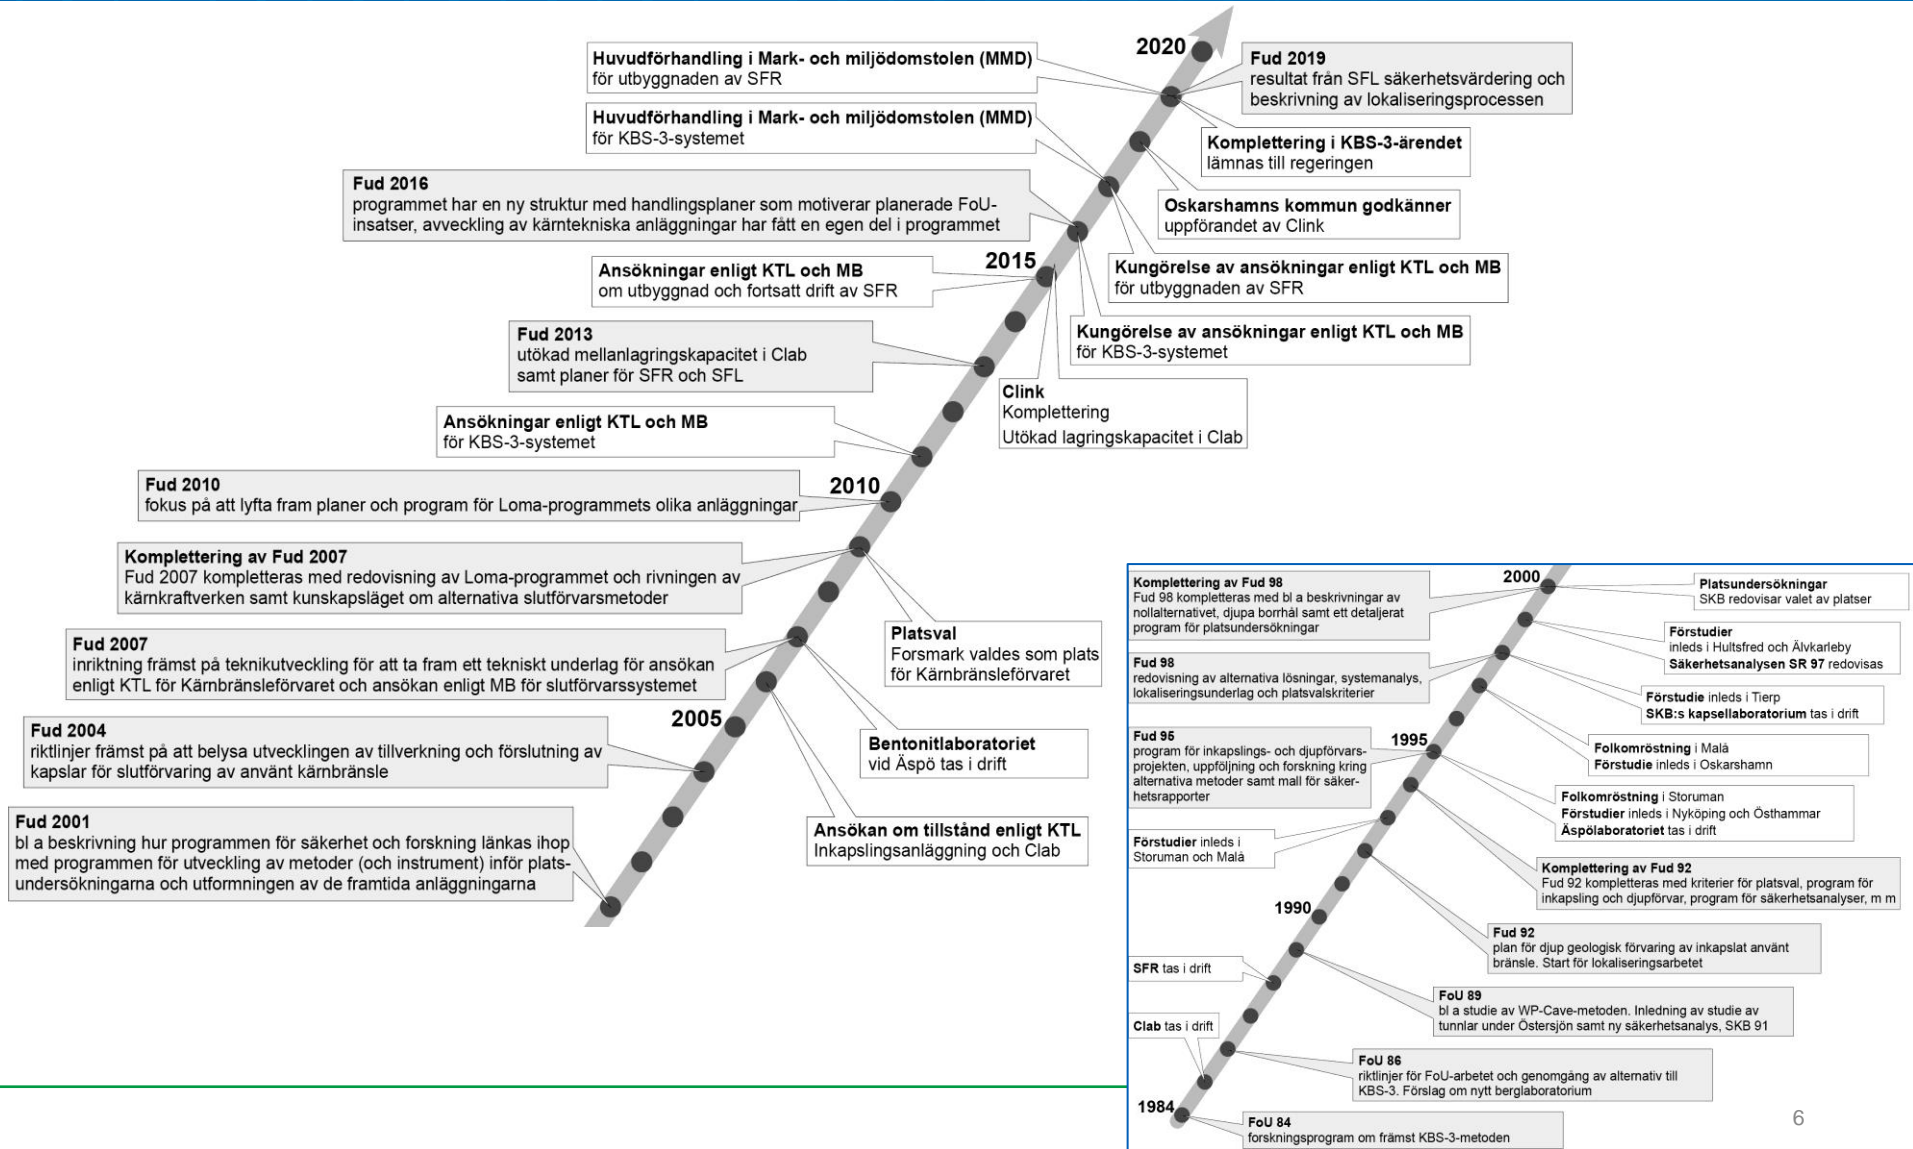 2020
Huvudförhandling i Mark- och miljödomstolen (MMD)
för utbyggnaden av SFR
Fud 2019
resultat från SFL säkerhetsvärdering och
beskrivning av lokaliseringsprocessen
Huvudförhandling i Mark- och miljödomstolen (MMD)
för KBS-3-systemet
Komplettering i KBS-3-ärendet
lämnas till regeringen
Fud 2016
programmet har en ny struktur med handlingsplaner som motiverar planerade FoU-
insatser, avveckling av kärntekniska anläggningar har fått en egen del i programmet
Oskarshamns kommun godkänner
uppförandet av Clink
2015
Ansökningar enligt KTL och MB
om utbyggnad och fortsatt drift av SFR
Kungörelse av ansökningar enligt KTL och MB
för utbyggnaden av SFR
Fud 2013
utökad mellanlagringskapacitet i Clab
samt planer för SFR och SFL
Kungörelse av ansökningar enligt KTL och MB
för KBS-3-systemet
Clink
Komplettering
Utökad lagringskapacitet i Clab
Ansökningar enligt KTL och MB
för KBS-3-systemet
2010
Fud 2010
fokus på att lyfta fram planer och program för Loma-programmets olika anläggningar
Komplettering av Fud 2007
Fud 2007 kompletteras med redovisning av Loma-programmet och rivningen av
kärnkraftverken samt kunskapsläget om alternativa slutförvarsmetoder
Platsval
Forsmark valdes som plats
för Kärnbränsleförvaret
Fud 2007
inriktning främst på teknikutveckling för att ta fram ett tekniskt underlag för ansökan
enligt KTL för Kärnbränsleförvaret och ansökan enligt MB för slutförvarssystemet
2005
Bentonitlaboratoriet
vid Äspö tas i drift
Fud 2004
riktlinjer främst på att belysa utvecklingen av tillverkning och förslutning av
kapslar för slutförvaring av använt kärnbränsle
Ansökan om tillstånd enligt KTL
Inkapslingsanläggning och Clab
Fud 2001
bl a beskrivning hur programmen för säkerhet och forskning länkas ihop
med programmen för utveckling av metoder (och instrument) inför plats-
undersökningarna och utformningen av de framtida anläggningarna
2000
Komplettering av Fud 98
Fud 98 kompletteras med bl a beskrivningar av
nollalternativet, djupa borrhål samt ett detaljerat
program för platsundersökningar
Platsundersökningar
SKB redovisar valet av platser
Förstudier
inleds i Hultsfred och Älvkarleby
Säkerhetsanalysen SR 97 redovisas
Fud 98
redovisning av alternativa lösningar, systemanalys,
lokaliseringsunderlag och platsvalskriterier
Förstudie inleds i Tierp
SKB:s kapsellaboratorium tas i drift
1995
Fud 95
program för inkapslings- och djupförvars-
projekten, uppföljning och forskning kring
alternativa metoder samt mall för säker-
hetsrapporter
Folkomröstning i Malå
Förstudie inleds i Oskarshamn
Folkomröstning i Storuman
Förstudier inleds i Nyköping och Östhammar
Äspölaboratoriet tas i drift
Förstudier inleds i
Storuman och Malå
Komplettering av Fud 92
Fud 92 kompletteras med kriterier för platsval, program för
inkapsling och djupförvar, program för säkerhetsanalyser, m m
1990
Fud 92
plan för djup geologisk förvaring av inkapslat använt
bränsle. Start för lokaliseringsarbetet
SFR tas i drift
FoU 89
bl a studie av WP-Cave-metoden. Inledning av studie av
tunnlar under Östersjön samt ny säkerhetsanalys, SKB 91
Clab tas i drift
FoU 86
riktlinjer för FoU-arbetet och genomgång av alternativ till
KBS-3. Förslag om nytt berglaboratorium
1984
FoU 84
forskningsprogram om främst KBS-3-metoden
6